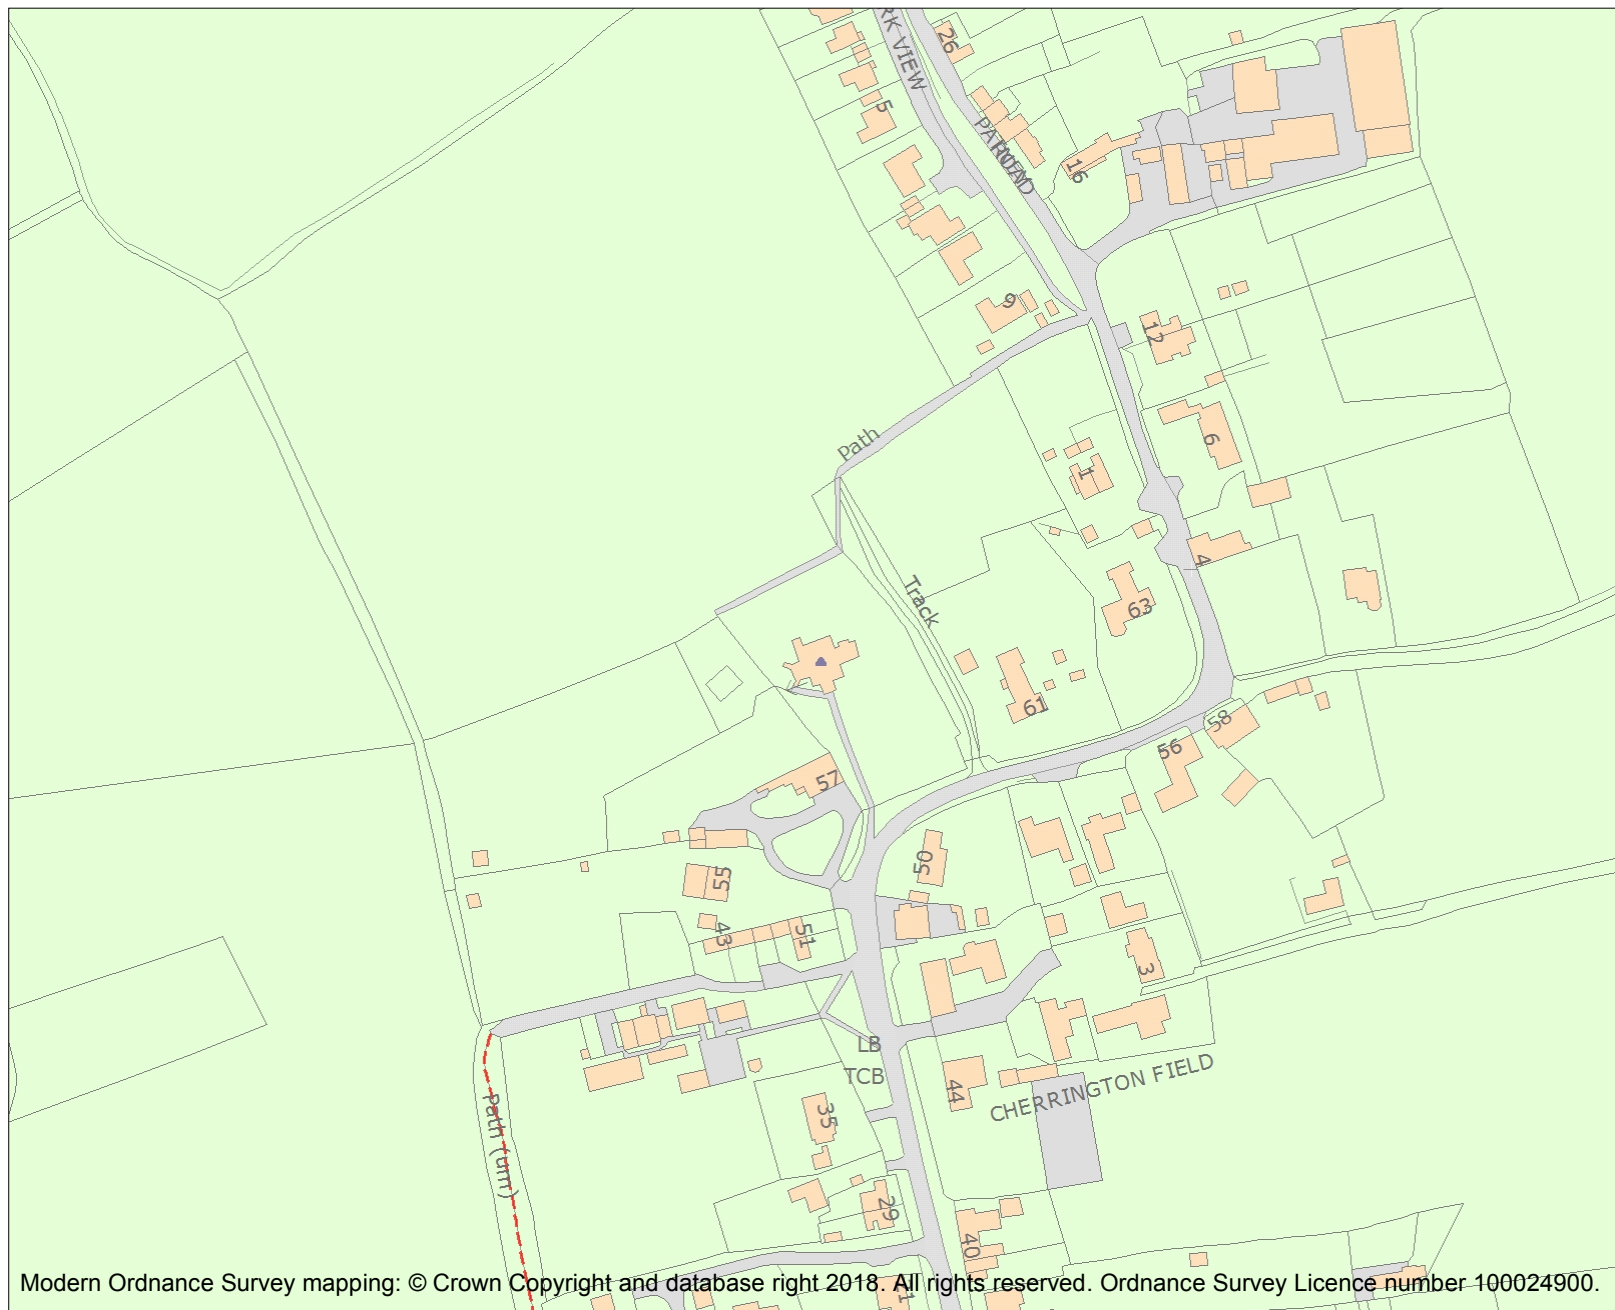 RK VIEW
26
5
PARK
ROAD
16
9
12
6
Path
1
4
Track
63
61
58
56
57
50
55
43
51
3
LB
TCB
44
CHERRINGTON FIELD
35
Path (um)
29
40
21
Modern Ordnance Survey mapping: © Crown Copyright and database right 2018. All rights reserved. Ordnance Survey Licence number 100024900.